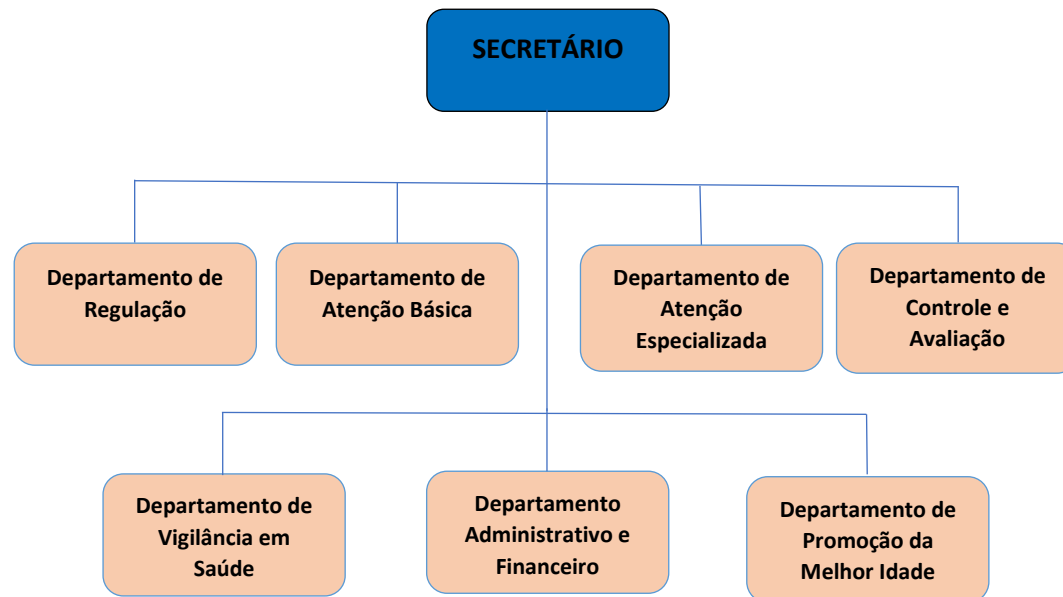 SECRETÁRIO
Departamento de
Regulação
Departamento de
Atenção Básica
Departamento de
Atenção
Especializada
Departamento de
Controle e
Avaliação
Departamento de
Vigilância em
Saúde
Departamento
Administrativo e
Financeiro
Departamento de
Promoção da
Melhor Idade